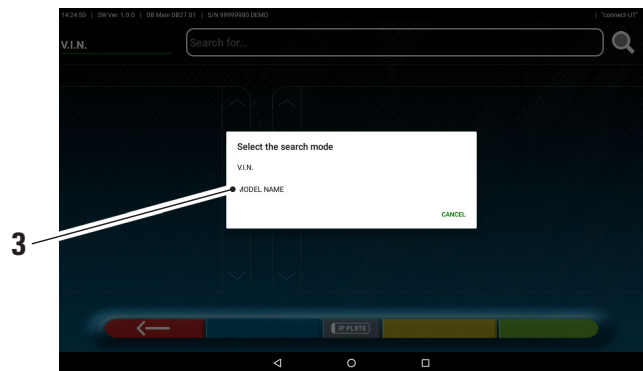 14:24:50 | SW Ver. 1.0.0 | DB Mam DB27.01 | S/N 99999980 DEMO | "connect-UT"
V.I.N. Search for...
Select the search mode
V.I.N.
MODEL NAME
CANCEL
3
IP PLATE